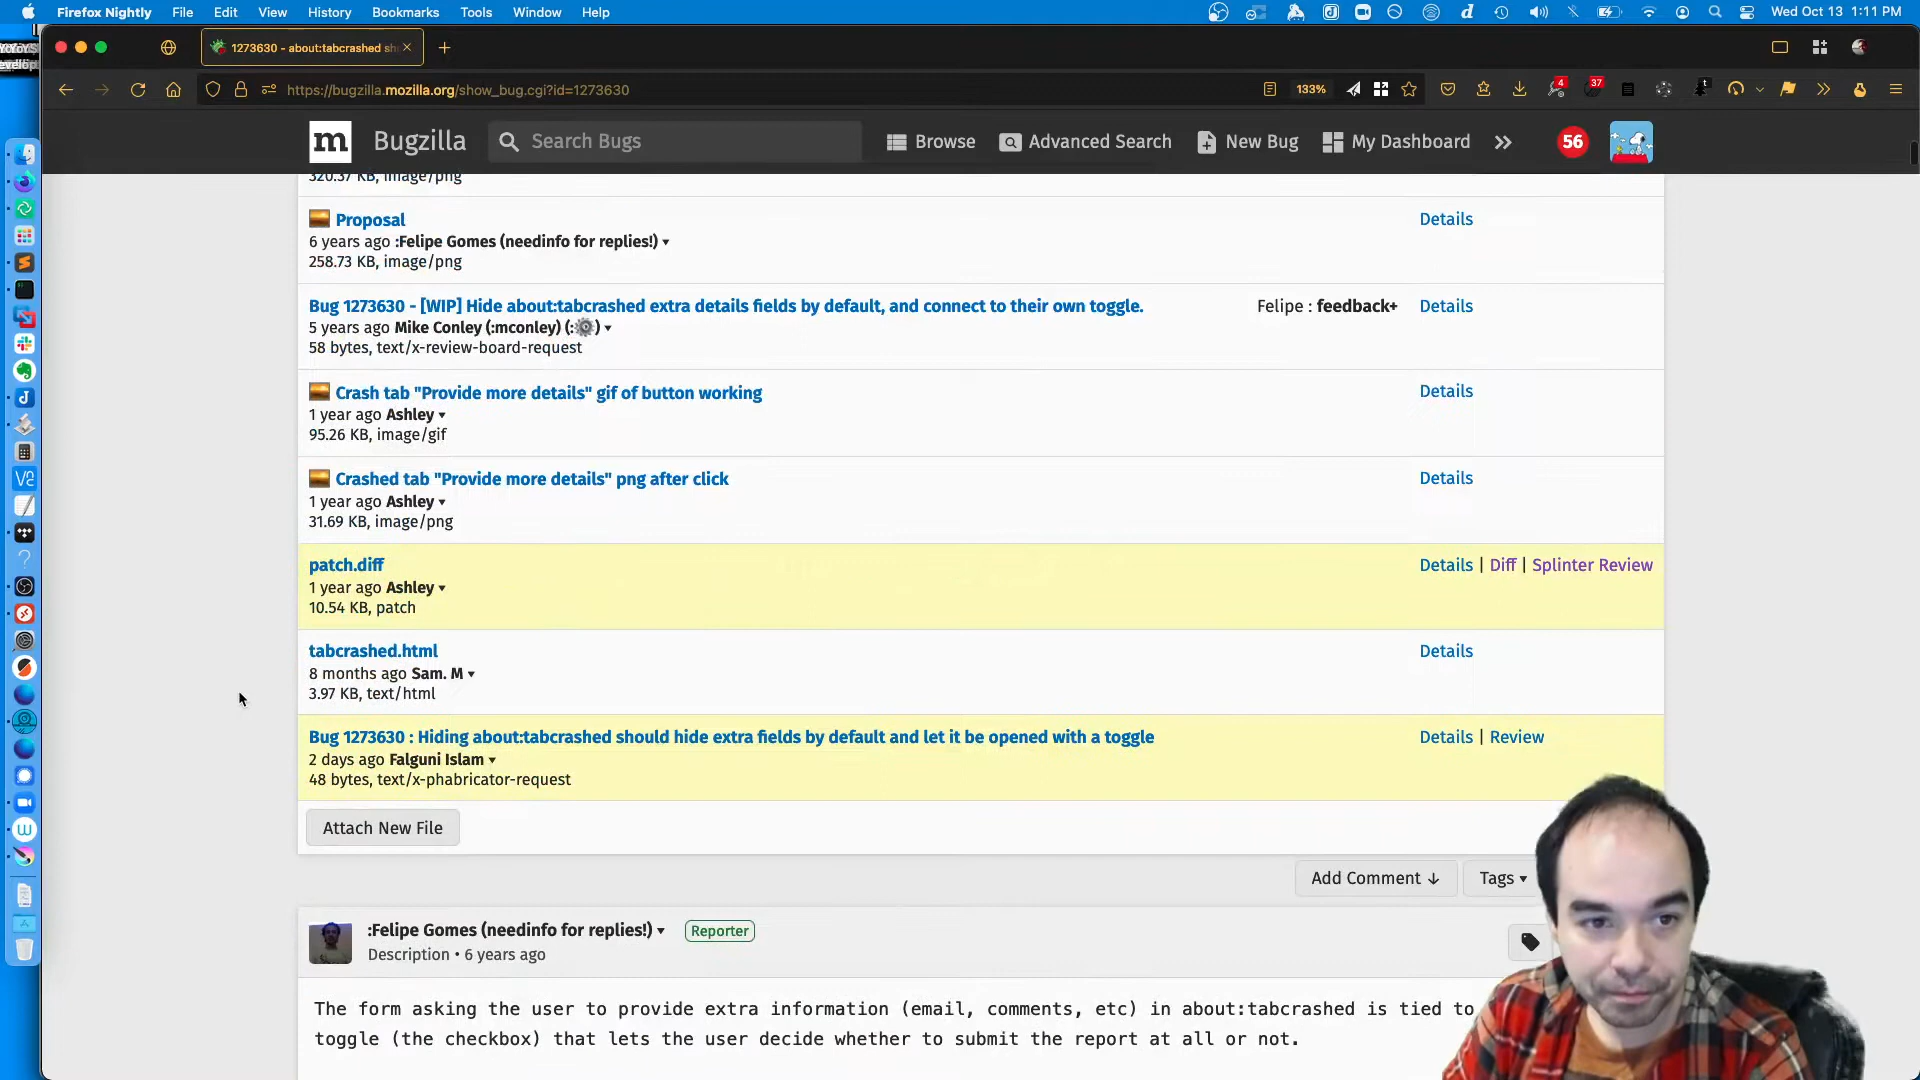 Firefox Nightly File Edit View History Bookmarks Tools Window Help Wed Oct 13 1:11 PM
1273630 - about:tabcrashed sh
https://bugzilla.mozilla.org/show_bug.cgi?id=1273630 133% 4 37
m Bugzilla Search Bugs Browse Advanced Search New Bug My Dashboard 56
320.37 KB, image/png
Proposal Details
6 years ago :Felipe Gomes (needinfo for replies!)
258.73 KB, image/png
Bug 1273630 - [WIP] Hide about:tabcrashed extra details fields by default, and connect to their own toggle. Felipe : feedback+ Details
5 years ago Mike Conley (:mconley) (:⚙️)
58 bytes, text/x-review-board-request
Crash tab "Provide more details" gif of button working Details
1 year ago Ashley
95.26 KB, image/gif
Crashed tab "Provide more details" png after click Details
1 year ago Ashley
31.69 KB, image/png
patch.diff Details | Diff | Splinter Review
1 year ago Ashley
10.54 KB, patch
tabcrashed.html Details
8 months ago Sam. M
3.97 KB, text/html
Bug 1273630 : Hiding about:tabcrashed should hide extra fields by default and let it be opened with a toggle Details | Review
2 days ago Falguni Islam
48 bytes, text/x-phabricator-request
Attach New File
Add Comment ↓ Tags
:Felipe Gomes (needinfo for replies!) Reporter
Description • 6 years ago
The form asking the user to provide extra information (email, comments, etc) in about:tabcrashed is tied to
toggle (the checkbox) that lets the user decide whether to submit the report at all or not.